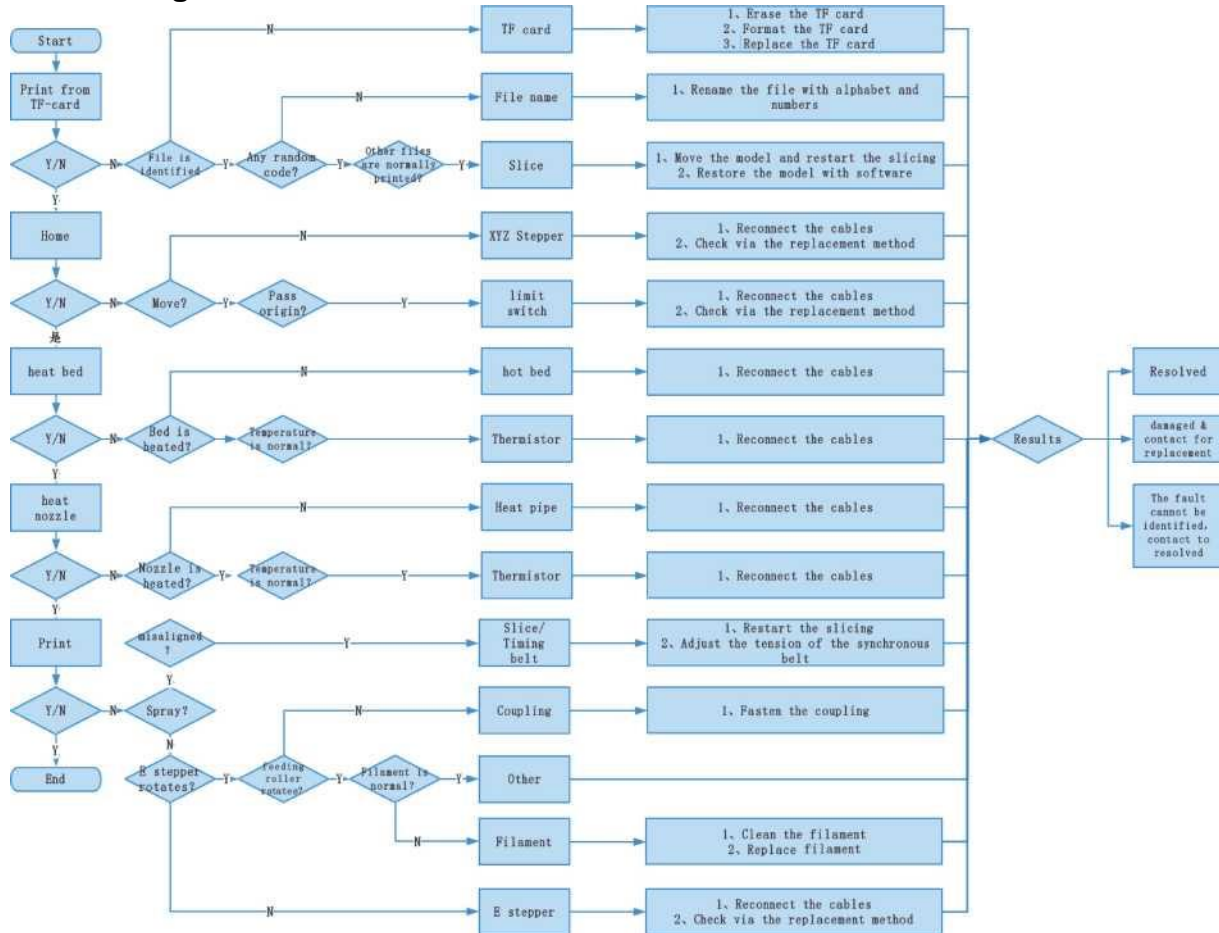 Start
Print from
TF-card
Y/N
N
File is
identified
N
Y
Any random
code?
N
Y
Other files
are normally
printed?
Y
TF card
1、Erase the TF card
2、Format the TF card
3、Replace the TF card
File name
1、Rename the file with alphabet and
numbers
Slice
1、Move the model and restart the slicing
2、Restore the model with software
Y
Home
Y/N
N
Move?
N
Y
Pass
origin?
Y
XYZ Stepper
1、Reconnect the cables
2、Check via the replacement method
limit
switch
1、Reconnect the cables
2、Check via the replacement method
是
heat bed
Y/N
N
Bed is
heated?
N
Temperature
is normal?
hot bed
1、Reconnect the cables
Thermistor
1、Reconnect the cables
Y
heat
nozzle
Y/N
N
Nozzle is
heated?
N
Y
Temperature
is normal?
Y
Heat pipe
1、Reconnect the cables
Thermistor
1、Reconnect the cables
Y
Print
Y/N
N
Spray?
Y
misaligned
?
Y
Slice/
Timing
belt
1、Restart the slicing
2、Adjust the tension of the synchronous
belt
Y
End
N
E stepper
rotates?
Y
feeding
roller
rotates?
N
Coupling
1、Fasten the coupling
Y
Filament is
normal?
Y
Other
N
Filament
1、Clean the filament
2、Replace filament
N
E stepper
1、Reconnect the cables
2、Check via the replacement method
Results
Resolved
damaged &
contact for
replacement
The fault
cannot be
identified,
contact to
resolved